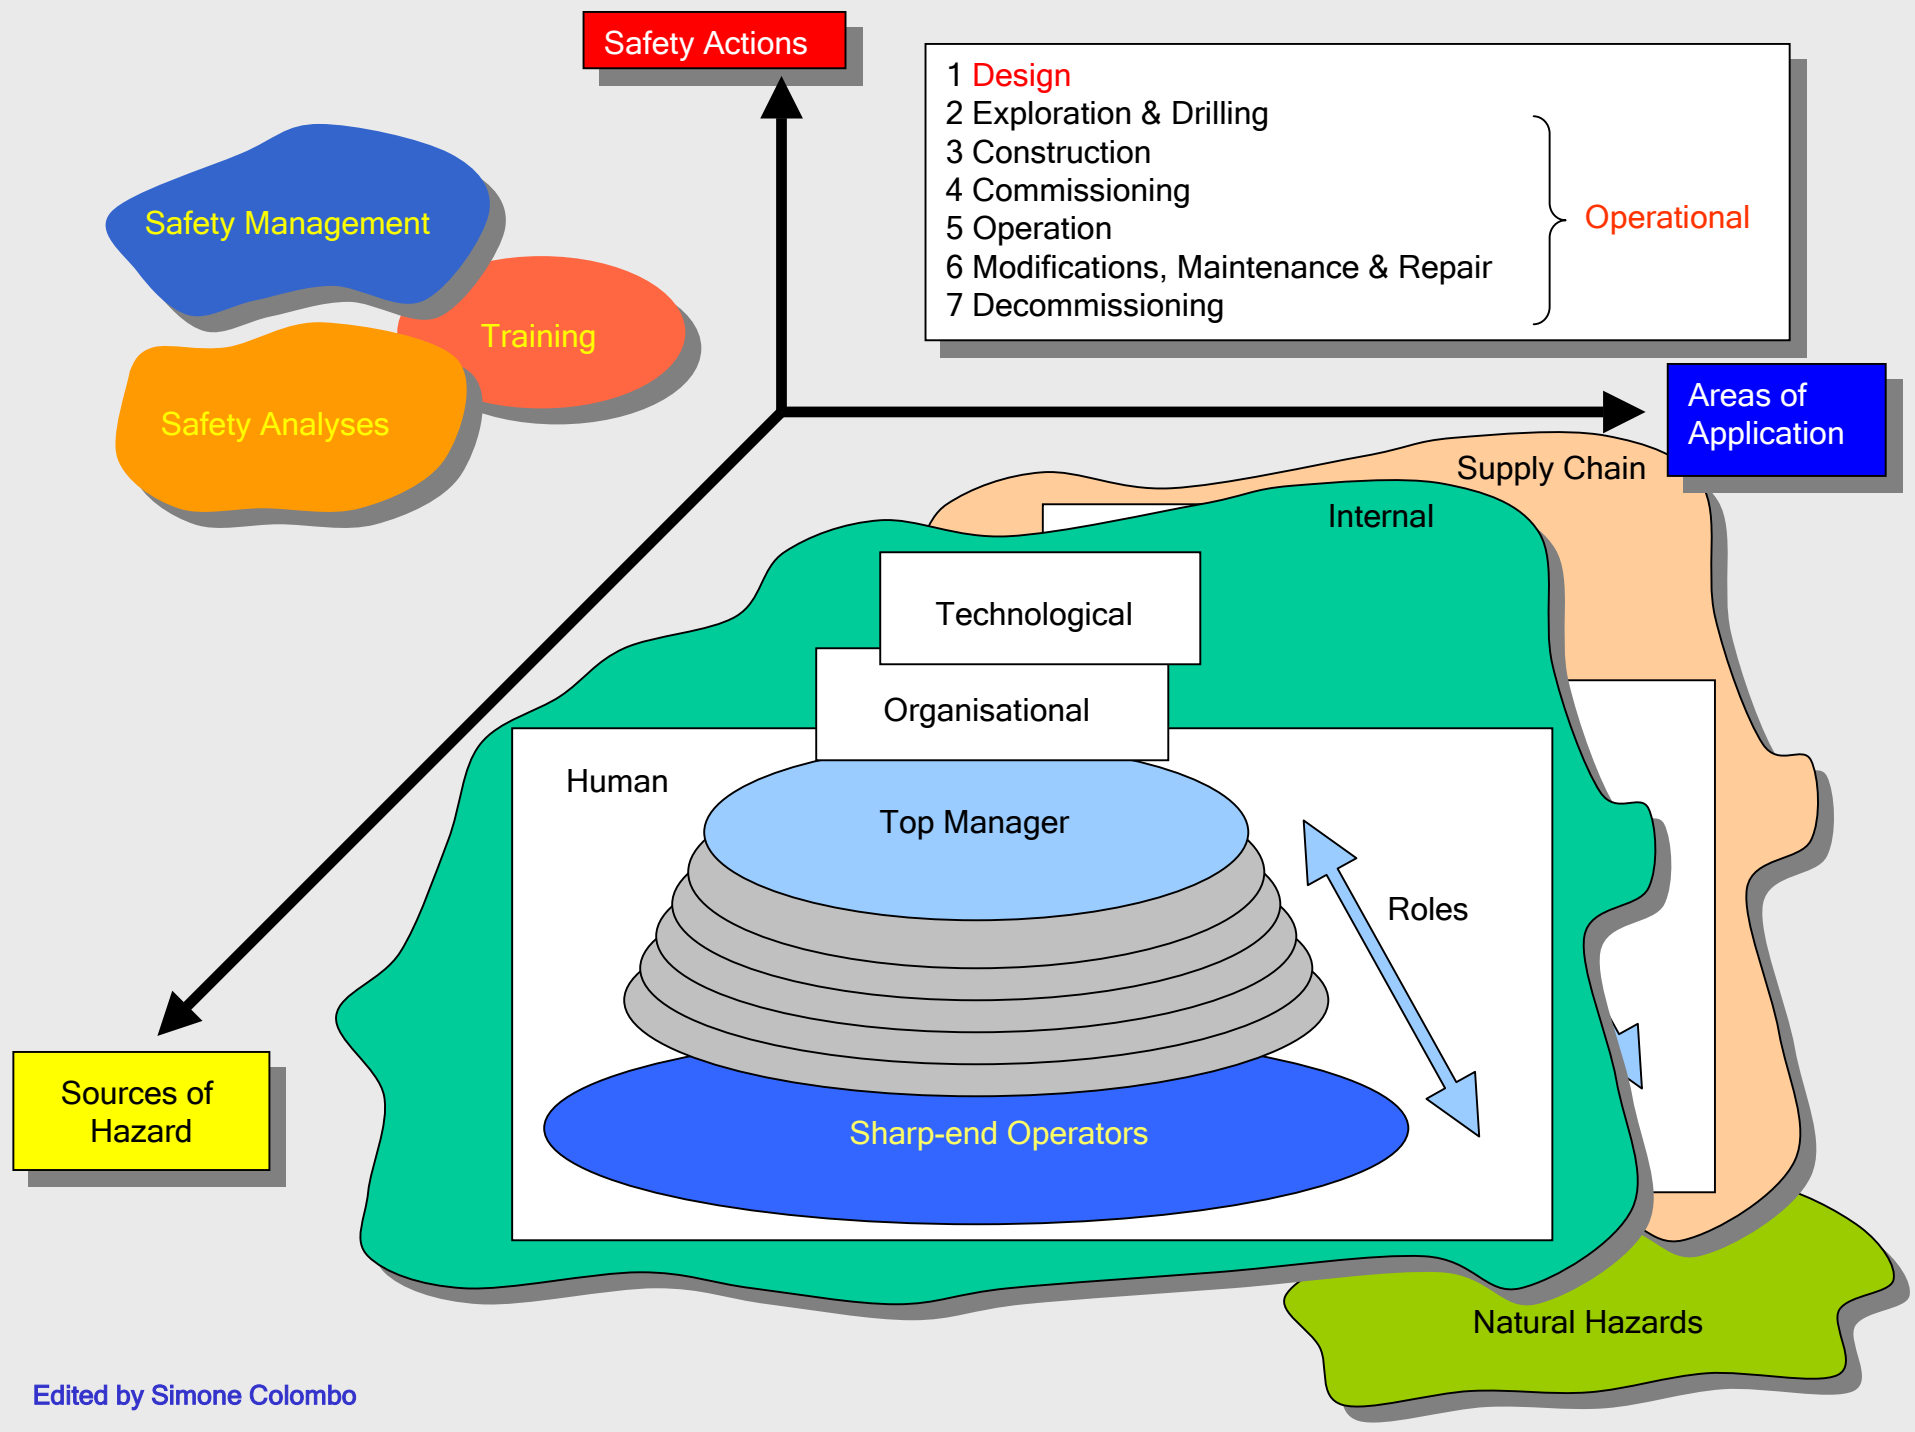 Safety Actions
1 Design
2 Exploration & Drilling
3 Construction
4 Commissioning
5 Operation
6 Modifications, Maintenance & Repair
7 Decommissioning
Operational
Safety Management
Training
Safety Analyses
Areas of
Application
Supply Chain
Internal
Technological
Organisational
Human
Top Manager
Roles
Sharp-end Operators
Sources of
Hazard
Natural Hazards
Edited by Simone Colombo